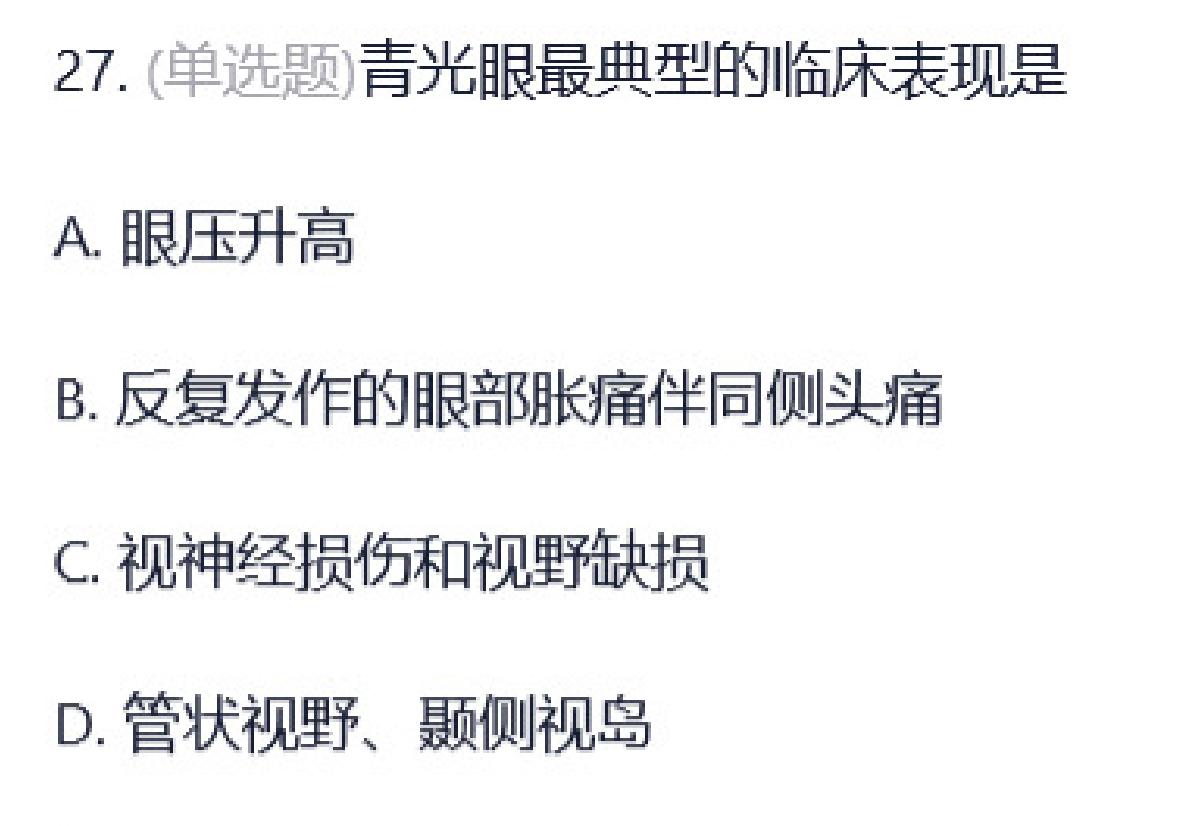 27. (单选题)青光眼最典型的临床表现是
A. 眼压升高
B. 反复发作的眼部胀痛伴同侧头痛
C. 视神经损伤和视野缺损
D. 管状视野、颞侧视岛